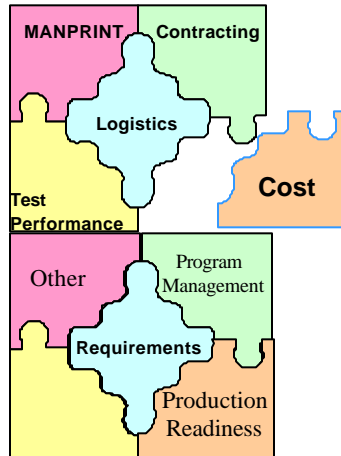 MANPRINT
Contracting
Logistics
Cost
Test
Performance
Other
Program
Management
Requirements
Production
Readiness